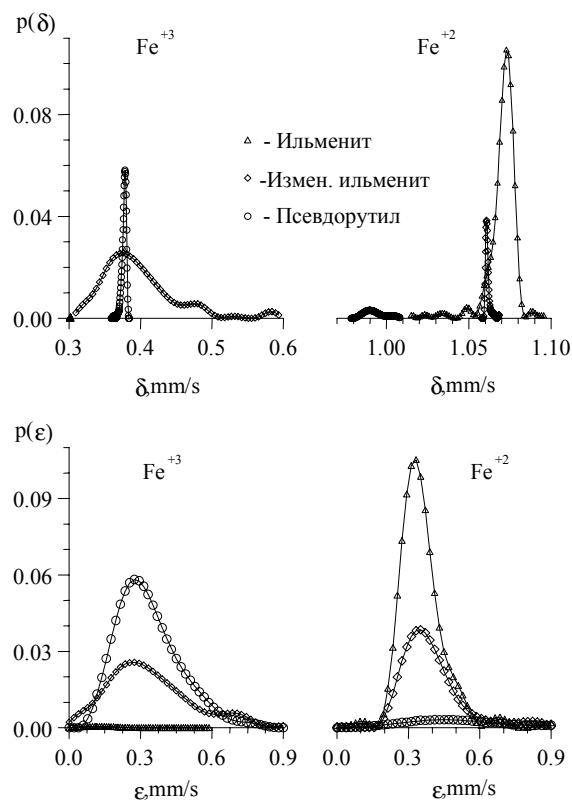 p(δ)
Fe+3
Fe+2
0.08
0.04
0.00
- Ильменит
-Измен. ильменит
- Псевдорутил
0.3 0.4 0.5 0.6
1.00 1.05 1.10
δ,mm/s
δ,mm/s
p(ε)
Fe+3
Fe+2
0.09
0.06
0.03
0.00
0.0 0.3 0.6 0.9
0.0 0.3 0.6 0.9
ε,mm/s
ε,mm/s